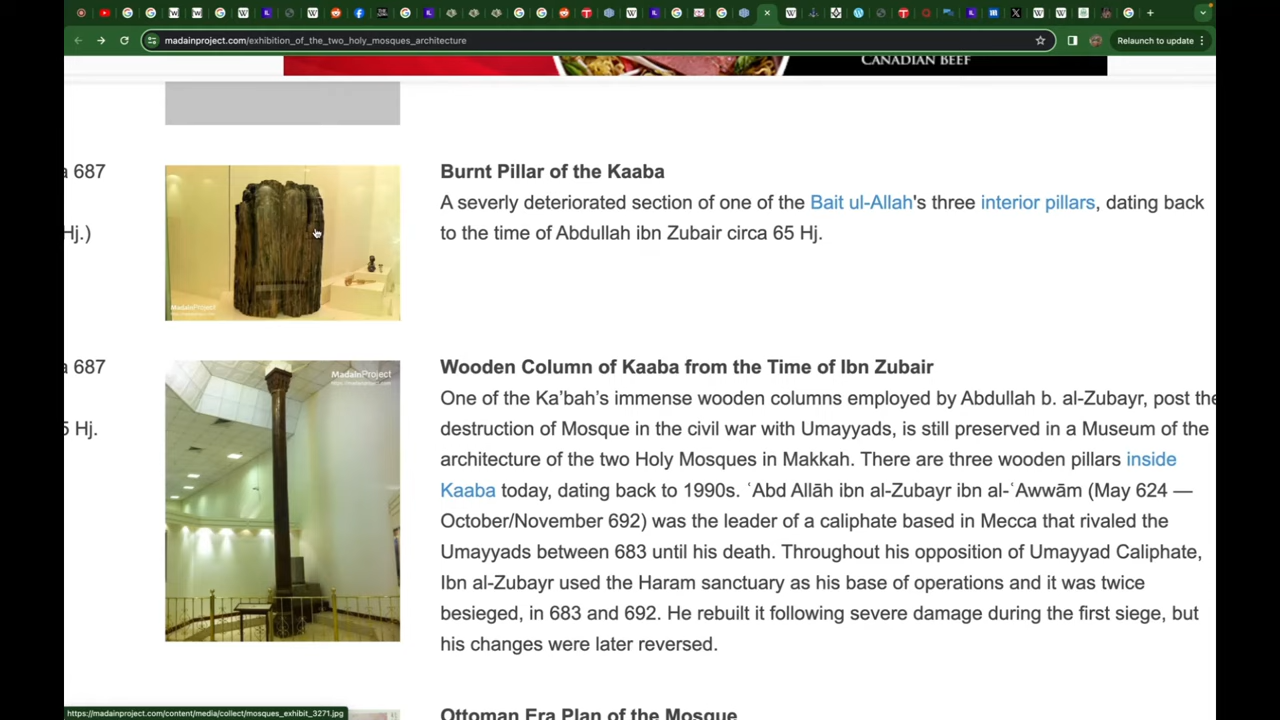 madainproject.com/exhibition_of_the_two_holy_mosques_architecture
Relaunch to update
CANADIAN BEEF
a 687
Hj.)
MadainProject
Burnt Pillar of the Kaaba
A severly deteriorated section of one of the Bait ul-Allah's three interior pillars, dating back
to the time of Abdullah ibn Zubair circa 65 Hj.
a 687
5 Hj.
MadaInProject
Wooden Column of Kaaba from the Time of Ibn Zubair
One of the Ka’bah’s immense wooden columns employed by Abdullah b. al-Zubayr, post the
destruction of Mosque in the civil war with Umayyads, is still preserved in a Museum of the
architecture of the two Holy Mosques in Makkah. There are three wooden pillars inside
Kaaba today, dating back to 1990s. ʿAbd Allāh ibn al-Zubayr ibn al-ʿAwwām (May 624 —
October/November 692) was the leader of a caliphate based in Mecca that rivaled the
Umayyads between 683 until his death. Throughout his opposition of Umayyad Caliphate,
Ibn al-Zubayr used the Haram sanctuary as his base of operations and it was twice
besieged, in 683 and 692. He rebuilt it following severe damage during the first siege, but
his changes were later reversed.
Ottoman Era Plan of the Mosque
https://madainproject.com/content/media/collect/mosques_exhibit_3271.jpg